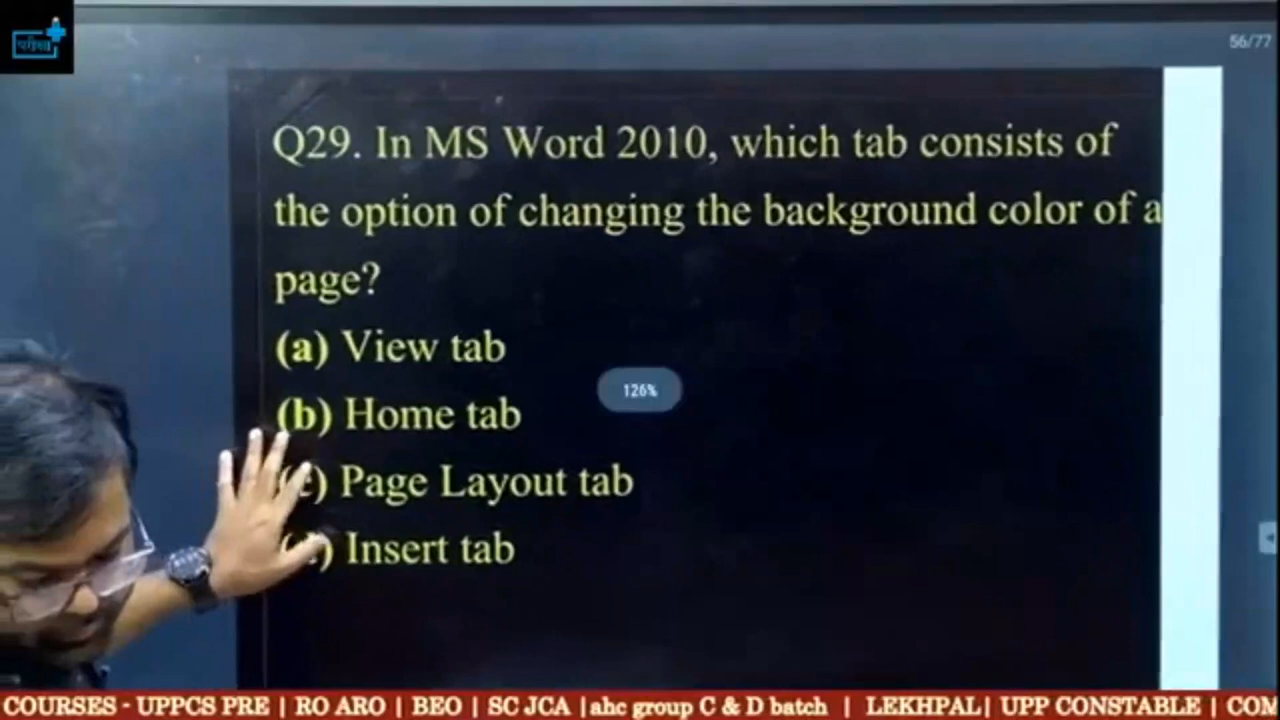 परीक्षा
56/77
Q29. In MS Word 2010, which tab consists of
the option of changing the background color of a
page?
(a) View tab
126%
(b) Home tab
(c) Page Layout tab
Insert tab
COURSES - UPPCS PRE | RO ARO | BEO | SC JCA |ahc group C & D batch | LEKHPAL| UPP CONSTABLE | COM